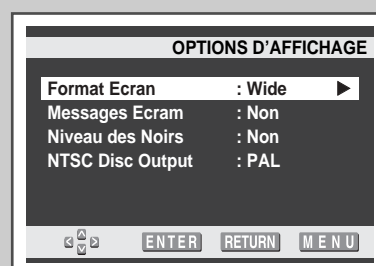 OPTIONS D'AFFICHAGE
Format Ecran : Wide
Messages Ecram : Non
Niveau des Noirs : Non
NTSC Disc Output : PAL
ENTER RETURN MENU